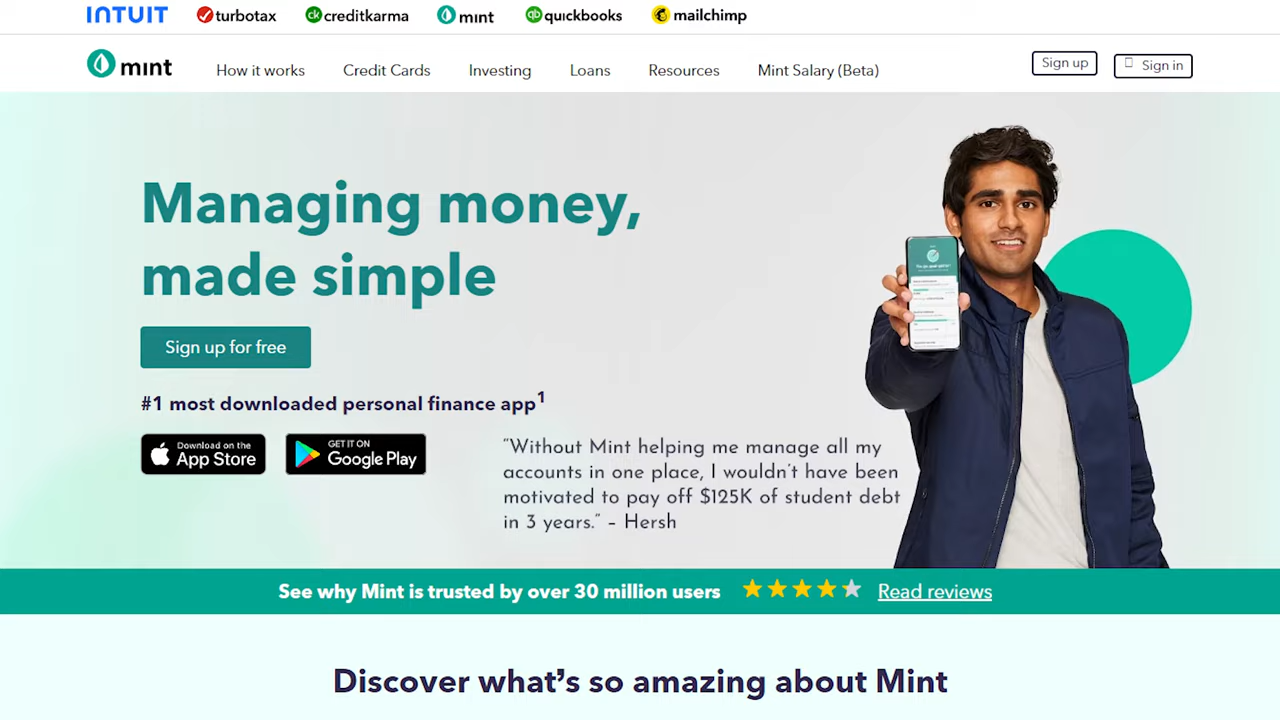 INTUIT turbotax creditkarma mint quickbooks mailchimp
mint How it works Credit Cards Investing Loans Resources Mint Salary (Beta) Sign up Sign in
Managing money,
made simple
Sign up for free
#1 most downloaded personal finance app1
Download on the
App Store
GET IT ON
Google Play
“Without Mint helping me manage all my
accounts in one place, I wouldn’t have been
motivated to pay off $125K of student debt
in 3 years.” – Hersh
See why Mint is trusted by over 30 million users Read reviews
Discover what’s so amazing about Mint